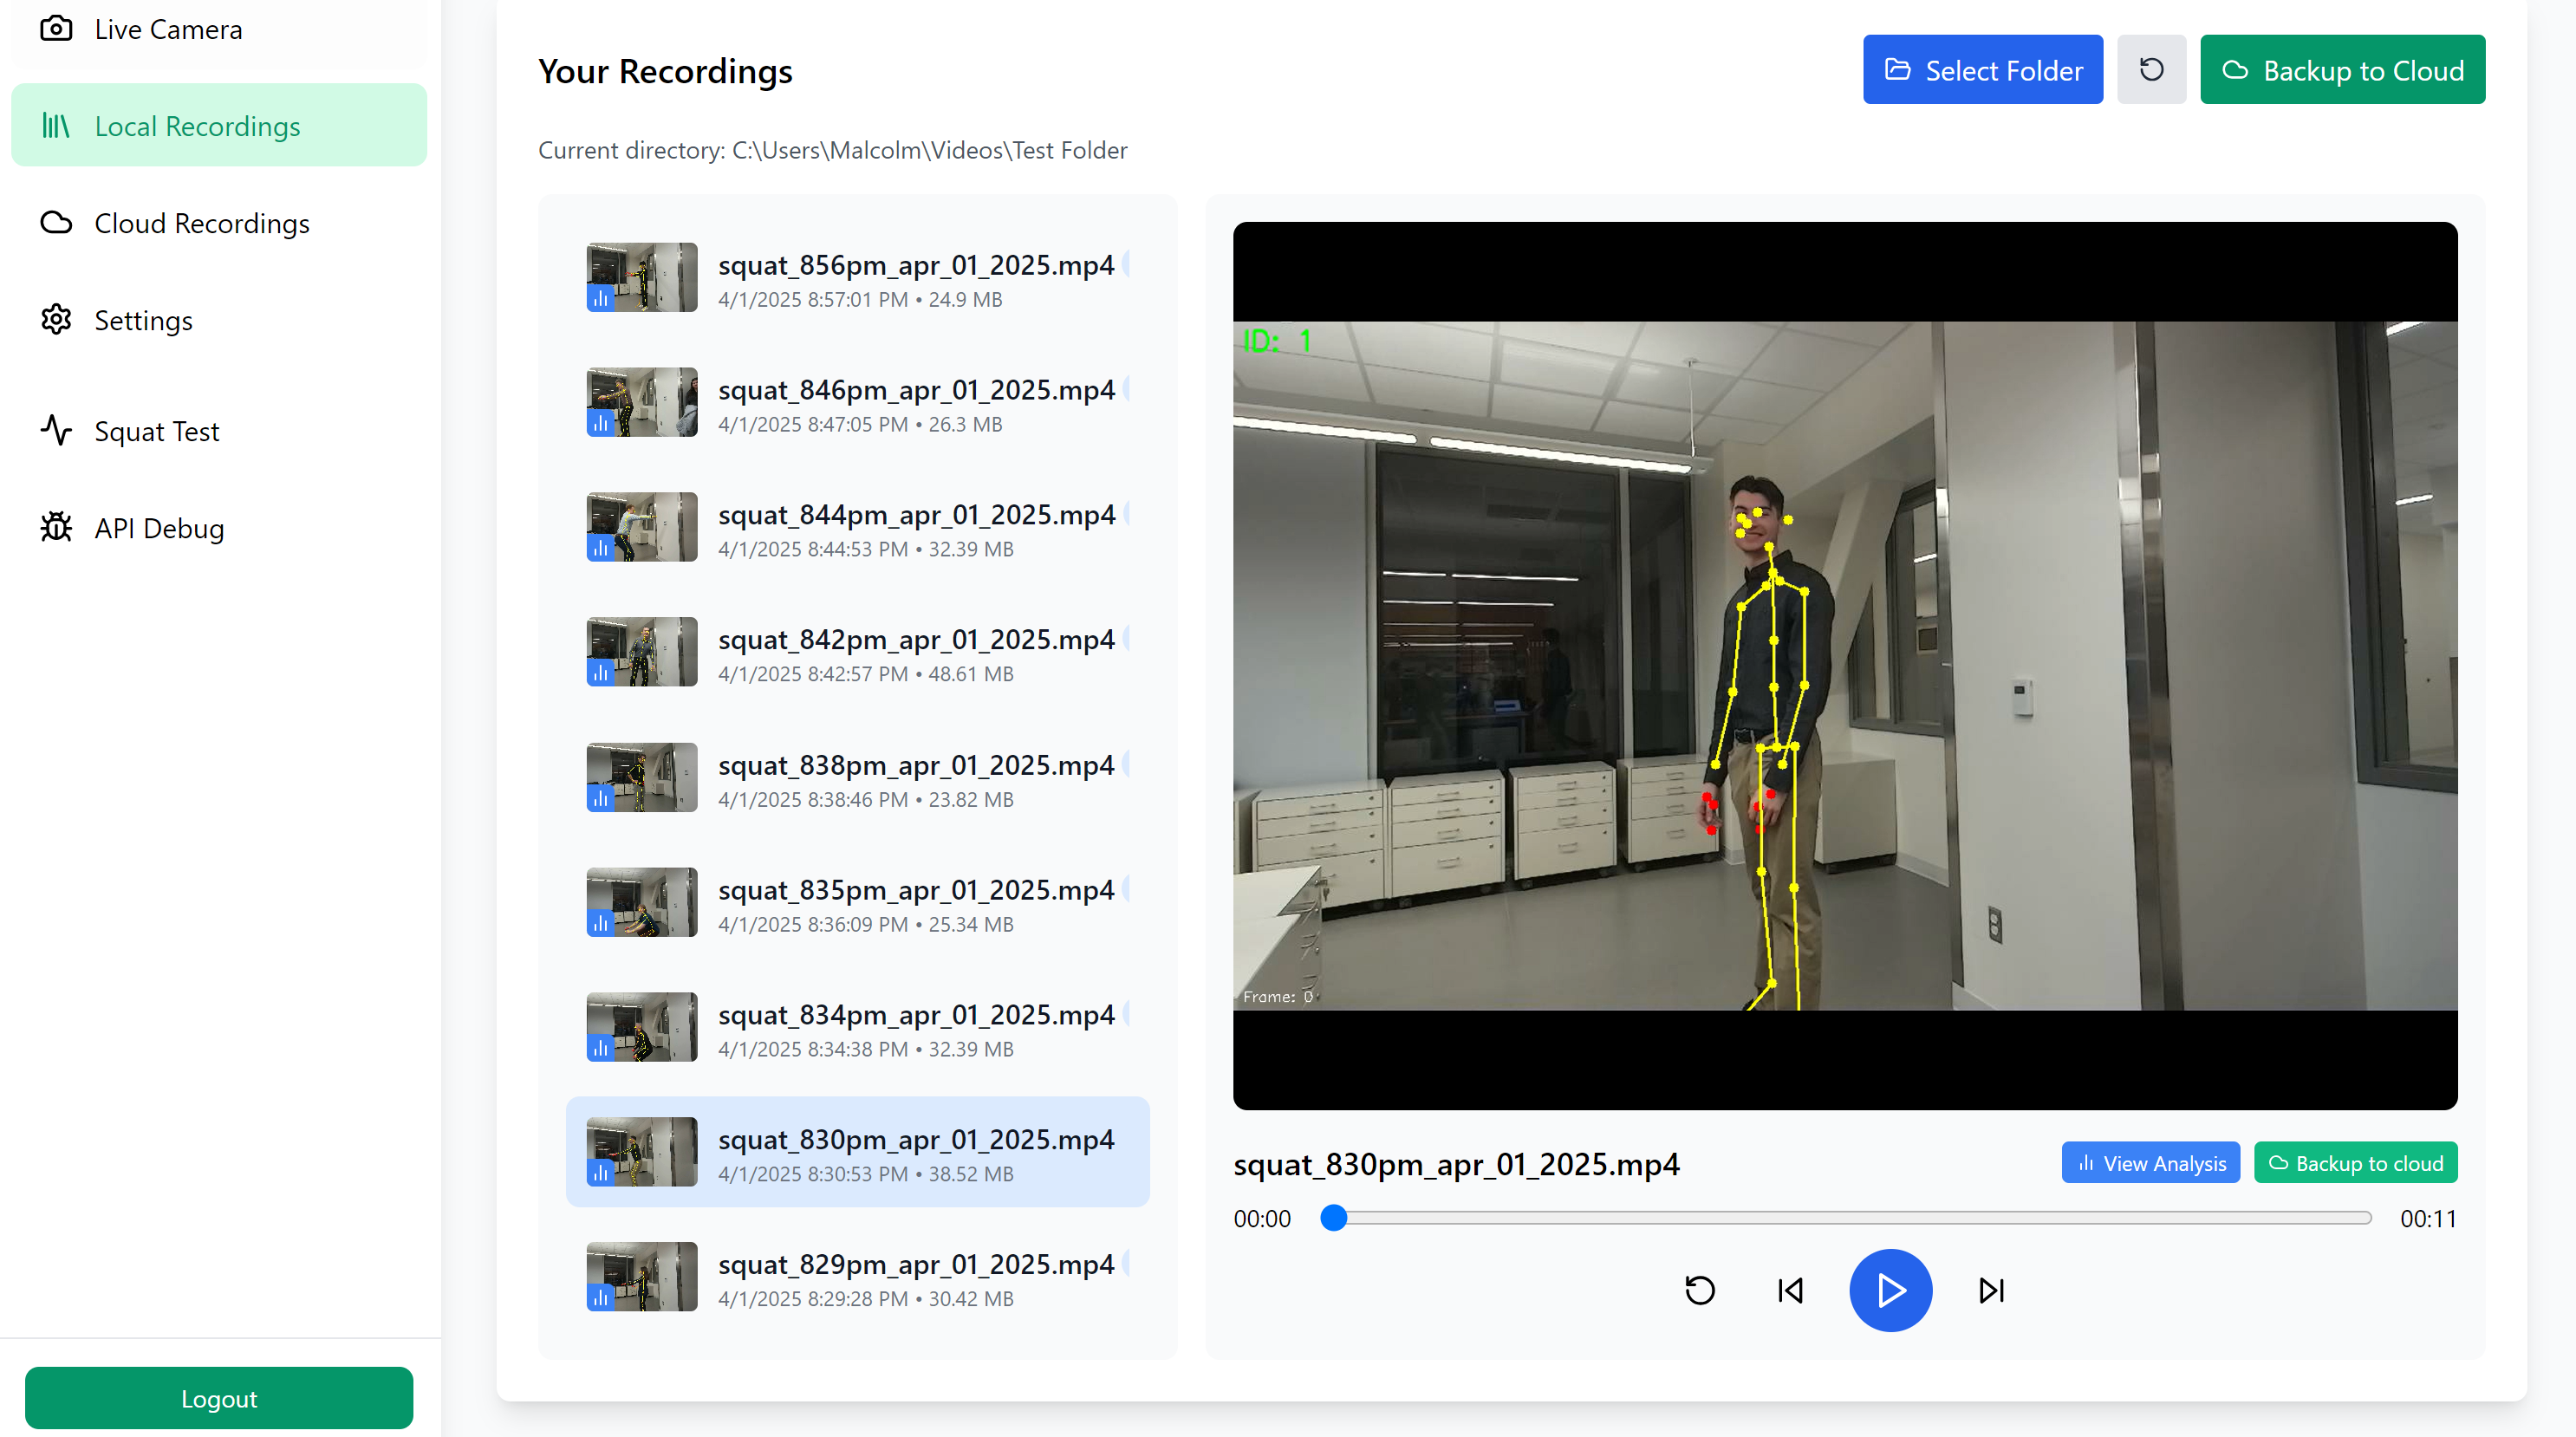 Live Camera
Local Recordings
Cloud Recordings
Settings
Squat Test
API Debug
Logout
Your Recordings
Select Folder
Backup to Cloud
Current directory: C:\Users\Malcolm\Videos\Test Folder
squat_856pm_apr_01_2025.mp4
4/1/2025 8:57:01 PM • 24.9 MB
squat_846pm_apr_01_2025.mp4
4/1/2025 8:47:05 PM • 26.3 MB
squat_844pm_apr_01_2025.mp4
4/1/2025 8:44:53 PM • 32.39 MB
squat_842pm_apr_01_2025.mp4
4/1/2025 8:42:57 PM • 48.61 MB
squat_838pm_apr_01_2025.mp4
4/1/2025 8:38:46 PM • 23.82 MB
squat_835pm_apr_01_2025.mp4
4/1/2025 8:36:09 PM • 25.34 MB
squat_834pm_apr_01_2025.mp4
4/1/2025 8:34:38 PM • 32.39 MB
squat_830pm_apr_01_2025.mp4
4/1/2025 8:30:53 PM • 38.52 MB
squat_829pm_apr_01_2025.mp4
4/1/2025 8:29:28 PM • 30.42 MB
ID: 1
Frame: 0
squat_830pm_apr_01_2025.mp4
View Analysis
Backup to cloud
00:00
00:11